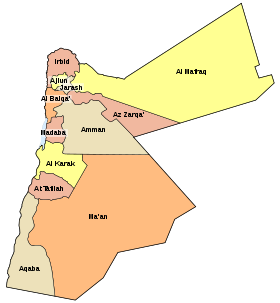 Irbid
Ajlun
Jarash
Al Mafraq
Al Balqa'
Az Zarqa'
Madaba
Amman
Al Karak
At Tafilah
Ma'an
Aqaba